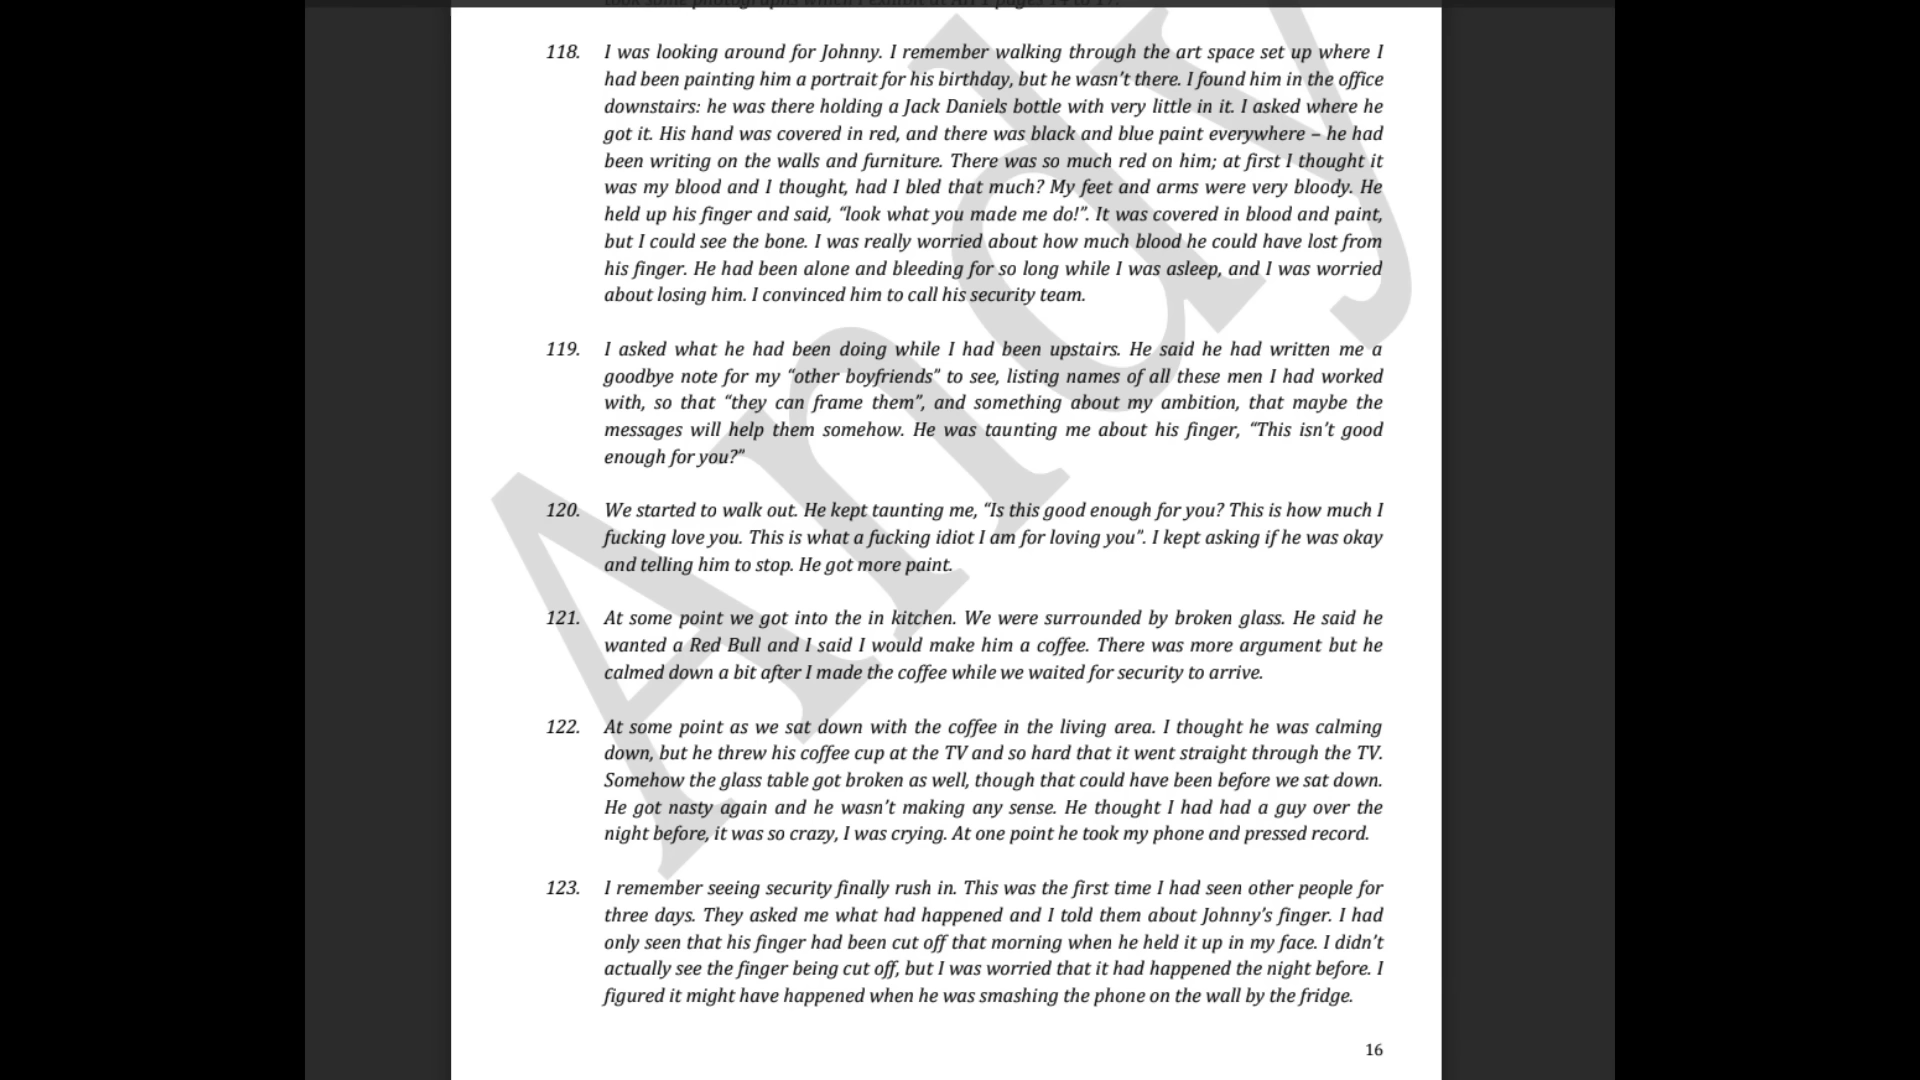 took some photographs which I exhibit at AH 1 pages 14 to 17.
118. I was looking around for Johnny. I remember walking through the art space set up where I
had been painting him a portrait for his birthday, but he wasn’t there. I found him in the office
downstairs: he was there holding a Jack Daniels bottle with very little in it. I asked where he
got it. His hand was covered in red, and there was black and blue paint everywhere – he had
been writing on the walls and furniture. There was so much red on him; at first I thought it
was my blood and I thought, had I bled that much? My feet and arms were very bloody. He
held up his finger and said, “look what you made me do!”. It was covered in blood and paint,
but I could see the bone. I was really worried about how much blood he could have lost from
his finger. He had been alone and bleeding for so long while I was asleep, and I was worried
about losing him. I convinced him to call his security team.
119. I asked what he had been doing while I had been upstairs. He said he had written me a
goodbye note for my “other boyfriends” to see, listing names of all these men I had worked
with, so that “they can frame them”, and something about my ambition, that maybe the
messages will help them somehow. He was taunting me about his finger, “This isn’t good
enough for you?”
120. We started to walk out. He kept taunting me, “Is this good enough for you? This is how much I
fucking love you. This is what a fucking idiot I am for loving you”. I kept asking if he was okay
and telling him to stop. He got more paint.
121. At some point we got into the in kitchen. We were surrounded by broken glass. He said he
wanted a Red Bull and I said I would make him a coffee. There was more argument but he
calmed down a bit after I made the coffee while we waited for security to arrive.
122. At some point as we sat down with the coffee in the living area. I thought he was calming
down, but he threw his coffee cup at the TV and so hard that it went straight through the TV.
Somehow the glass table got broken as well, though that could have been before we sat down.
He got nasty again and he wasn’t making any sense. He thought I had had a guy over the
night before, it was so crazy, I was crying. At one point he took my phone and pressed record.
123. I remember seeing security finally rush in. This was the first time I had seen other people for
three days. They asked me what had happened and I told them about Johnny’s finger. I had
only seen that his finger had been cut off that morning when he held it up in my face. I didn’t
actually see the finger being cut off, but I was worried that it had happened the night before. I
figured it might have happened when he was smashing the phone on the wall by the fridge.
16
Andy